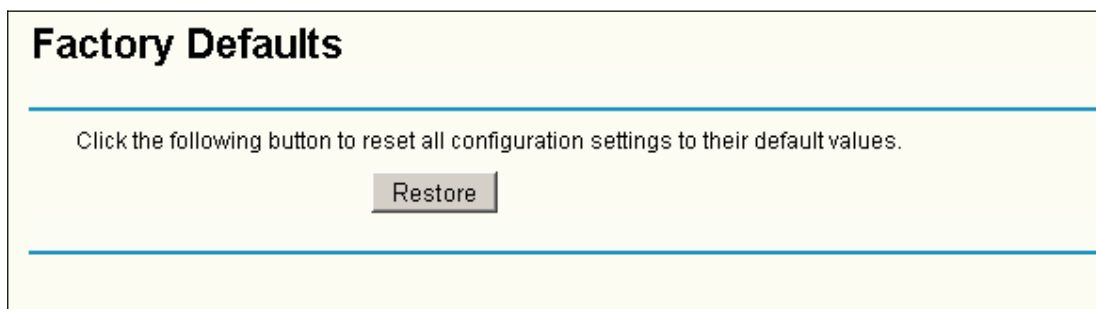 Factory Defaults
Click the following button to reset all configuration settings to their default values.
Restore